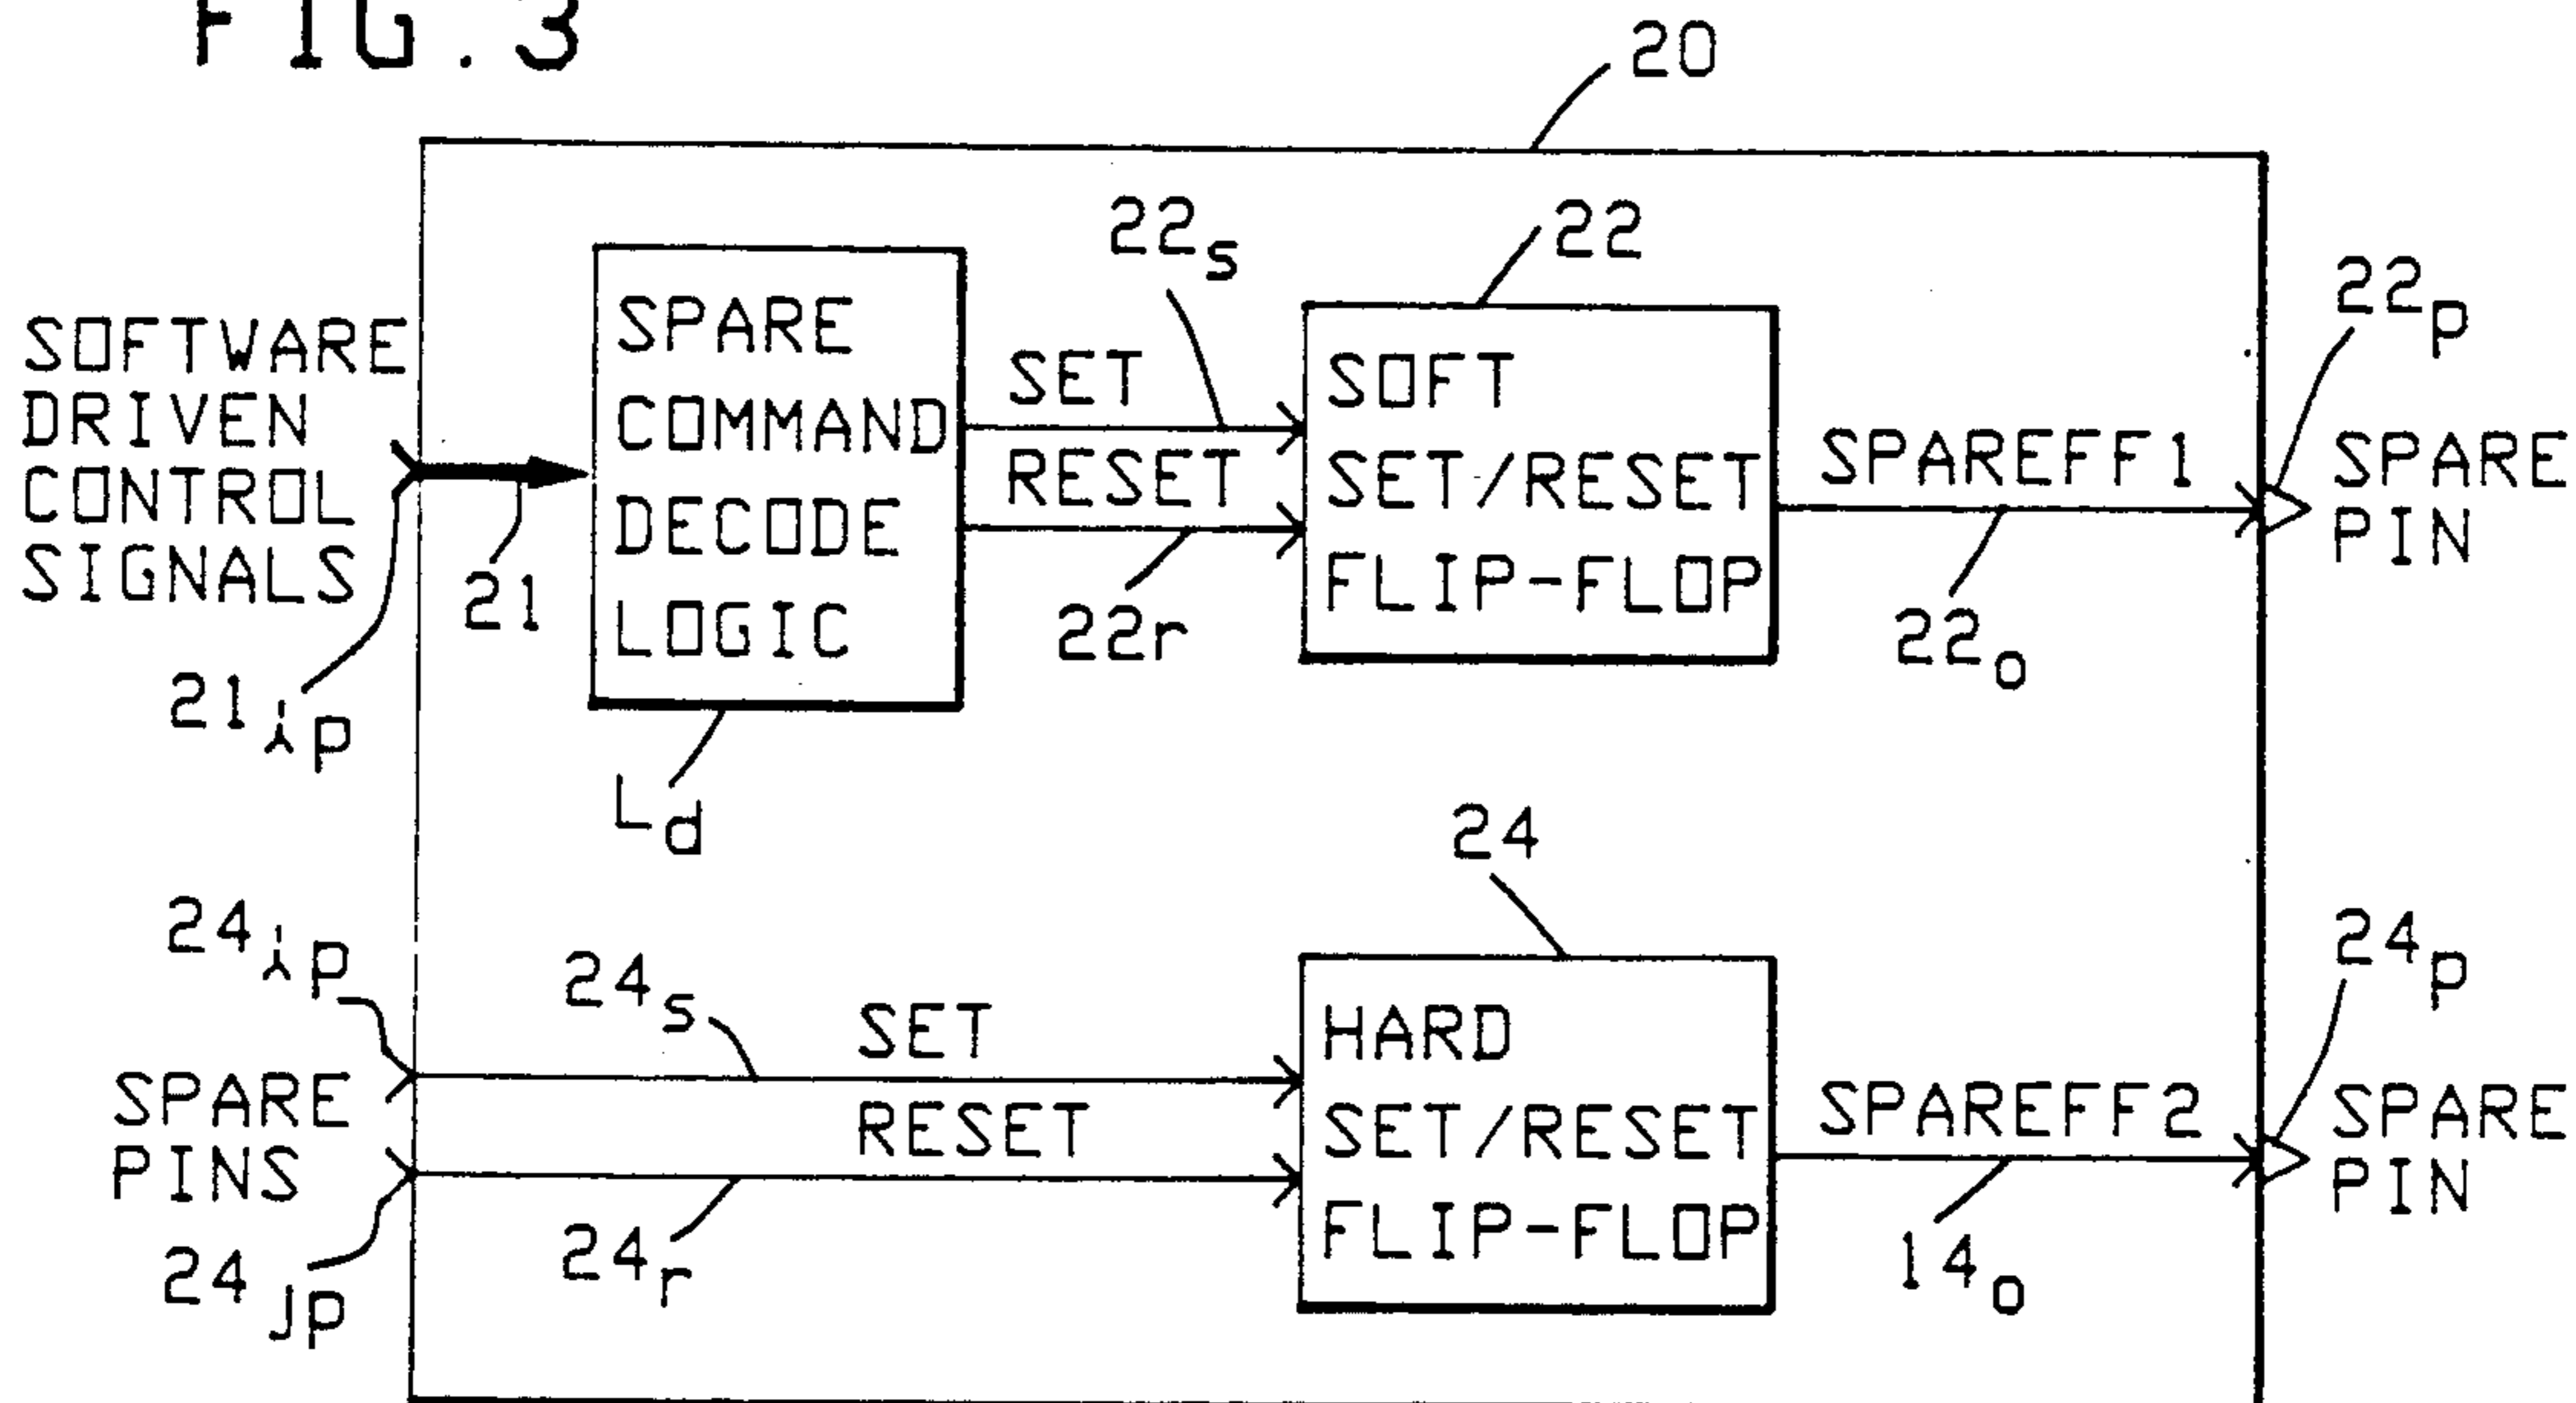 FIG.3
20
22s
22
22p
SOFTWARE
DRIVEN
CONTROL
SIGNALS
SPARE
COMMAND
DECODE
LOGIC
SET
RESET
SOFT
SET/RESET
FLIP-FLOP
SPAREFF1
SPARE
PIN
21
22r
22o
21ip
Ld
24
24ip
24s
24p
SPARE
PINS
SET
RESET
HARD
SET/RESET
FLIP-FLOP
SPAREFF2
SPARE
PIN
24jp
24r
14o